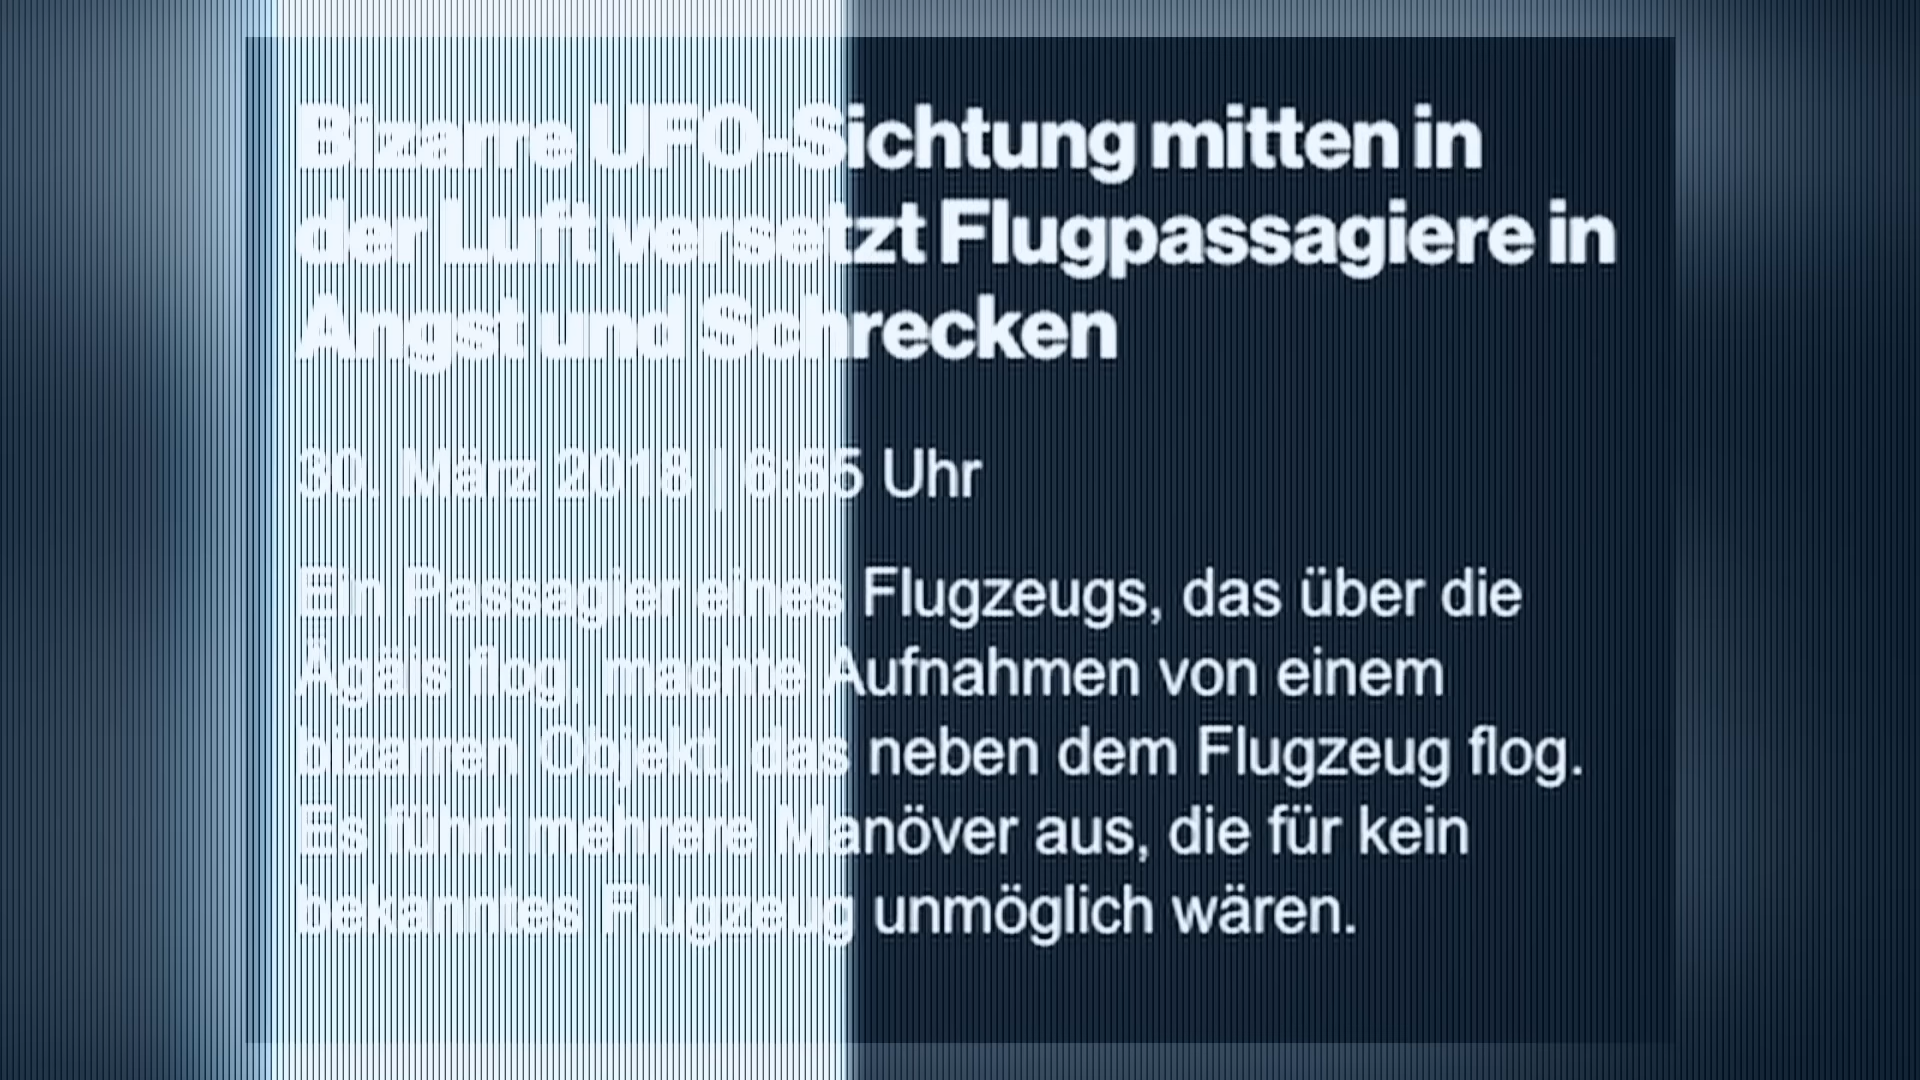 Bizarre UFO-Sichtung mitten in
der Luft versetzt Flugpassagiere in
Angst und Schrecken
30. März 2018 | 6:55 Uhr
Ein Passagier eines Flugzeugs, das über die
Ägäis flog, machte Aufnahmen von einem
bizarren Objekt, das neben dem Flugzeug flog.
Es führt mehrere Manöver aus, die für kein
bekanntes Flugzeug unmöglich wären.